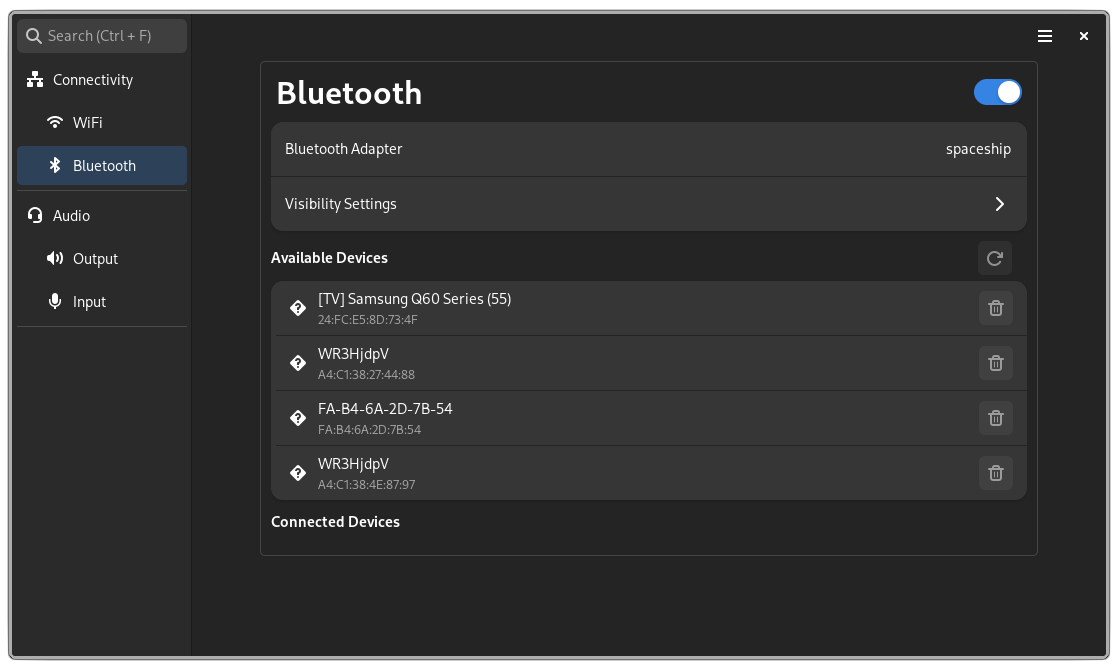 Search (Ctrl + F)
Connectivity
WiFi
Bluetooth
Audio
Output
Input
Bluetooth
Bluetooth Adapter spaceship
Visibility Settings
Available Devices
[TV] Samsung Q60 Series (55)
24:FC:E5:8D:73:4F
WR3HjdpV
A4:C1:38:27:44:88
FA-B4-6A-2D-7B-54
FA:B4:6A:2D:7B:54
WR3HjdpV
A4:C1:38:4E:87:97
Connected Devices